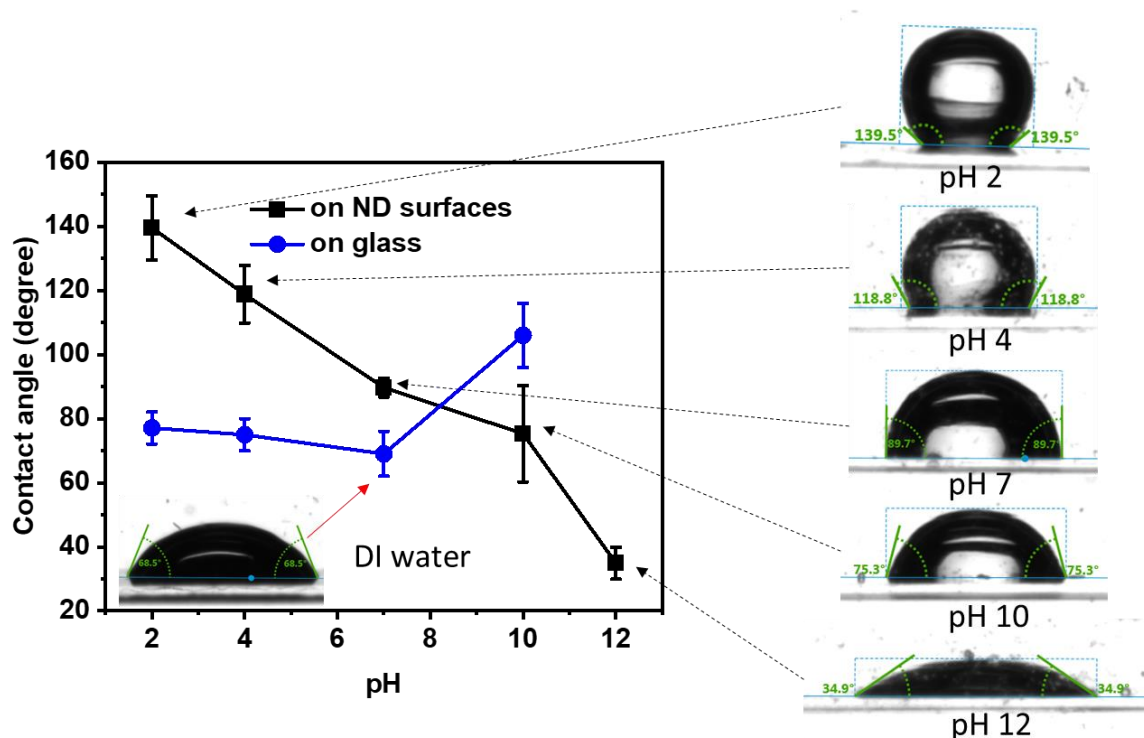 139.5° 139.5°
pH 2
118.8° 118.8°
pH 4
89.7° 89.7°
pH 7
75.3° 75.3°
pH 10
34.9° 34.9°
pH 12
Contact angle (degree)
160
140
120
100
80
60
40
20
on ND surfaces
on glass
68.5° 68.5°
DI water
2 4 6 8 10 12
pH